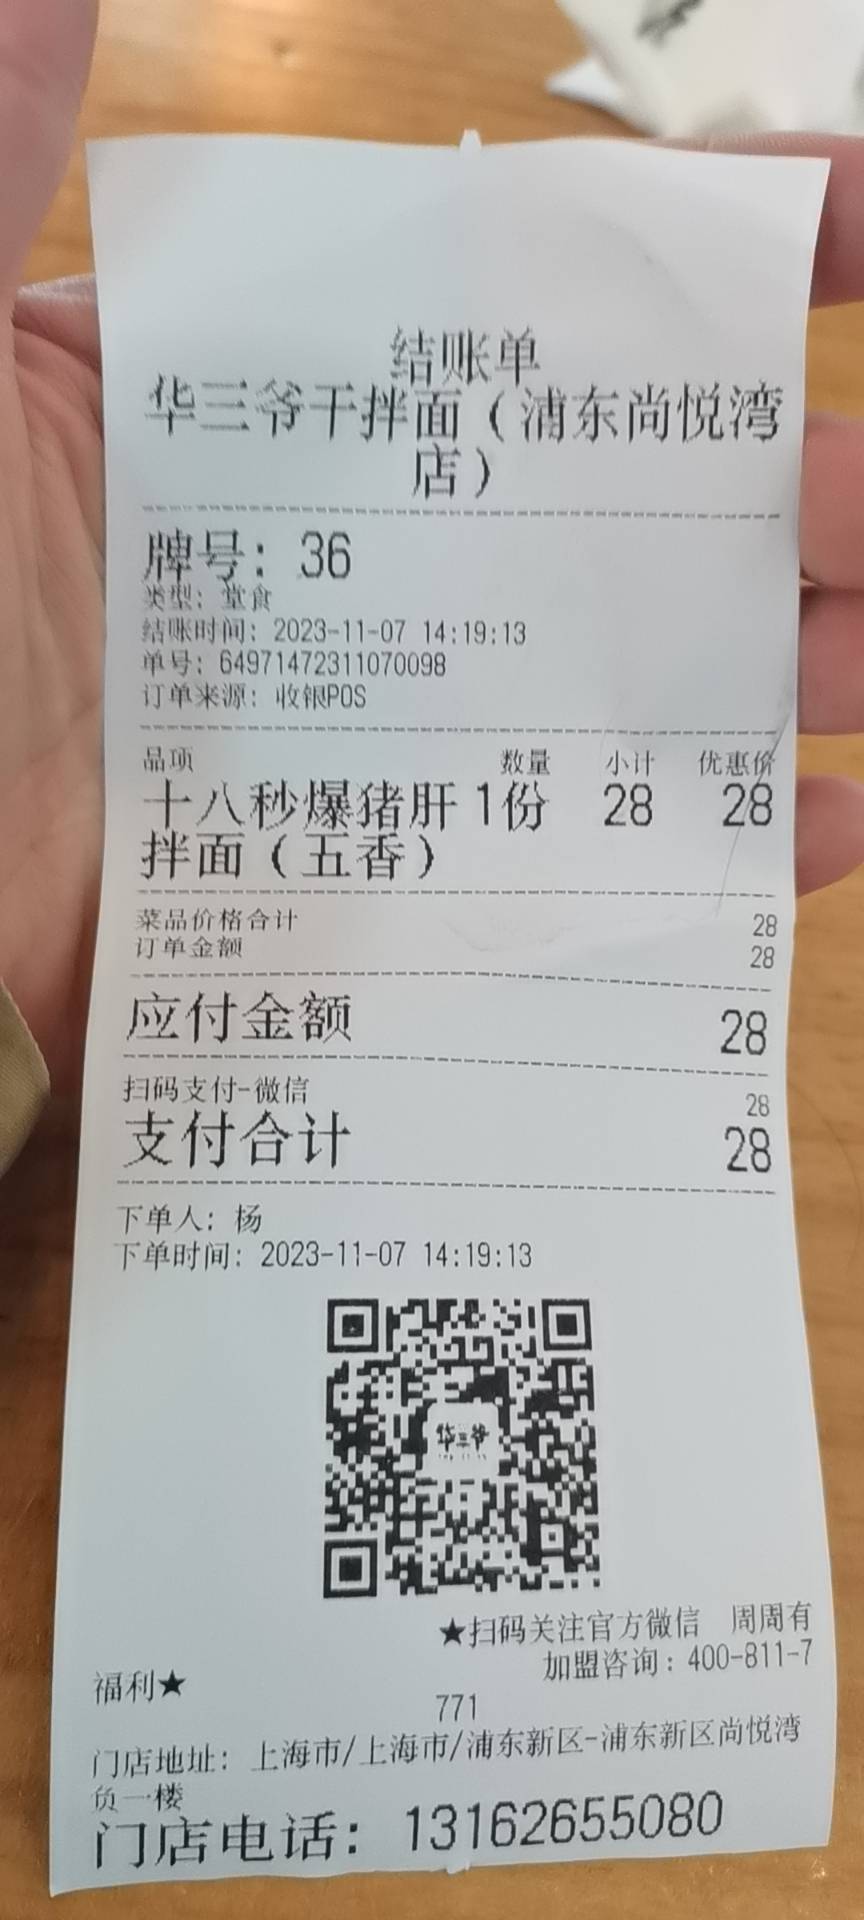 结账单
华三爷干拌面（浦东尚悦湾
店）
牌号：36
类型：堂食
结账时间：2023-11-07 14:19:13
单号：64971472311070098
订单来源：收银POS
品项 数量 小计 优惠价
十八秒爆猪肝 1份 28 28
拌面（五香）
菜品价格合计 28
订单金额 28
应付金额 28
扫码支付-微信 28
支付合计 28
下单人：杨
下单时间：2023-11-07 14:19:13
华三爷
★扫码关注官方微信 周周有
福利★
加盟咨询：400-811-7
771
门店地址：上海市/上海市/浦东新区-浦东新区尚悦湾
负一楼
门店电话：13162655080